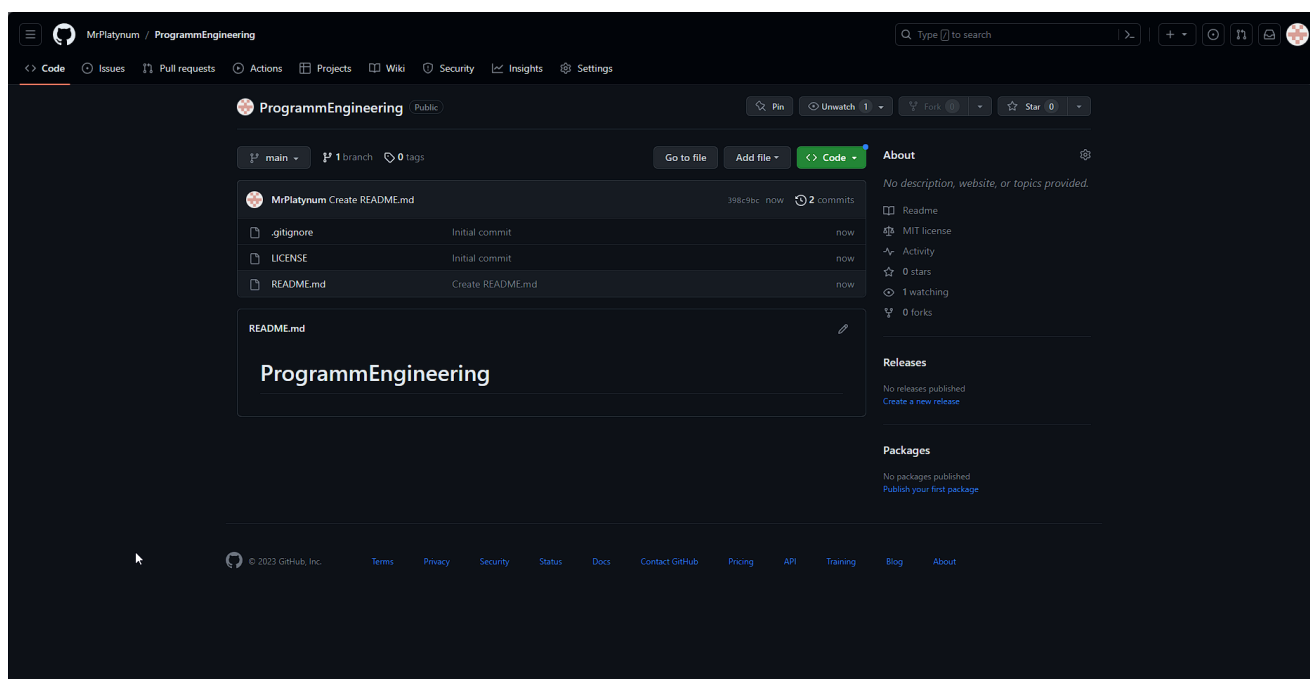 MrPlatynum / ProgrammEngineering
Type / to search
Code Issues Pull requests Actions Projects Wiki Security Insights Settings
ProgrammEngineering Public
Pin Unwatch 1 Fork 0 Star 0
main 1 branch 0 tags
Go to file Add file Code
MrPlatynum Create README.md 398c9bc now 2 commits
.gitignore Initial commit now
LICENSE Initial commit now
README.md Create README.md now
README.md
ProgrammEngineering
About
No description, website, or topics provided.
Readme
MIT license
Activity
0 stars
1 watching
0 forks
Releases
No releases published
Create a new release
Packages
No packages published
Publish your first package
© 2023 GitHub, Inc. Terms Privacy Security Status Docs Contact GitHub Pricing API Training Blog About